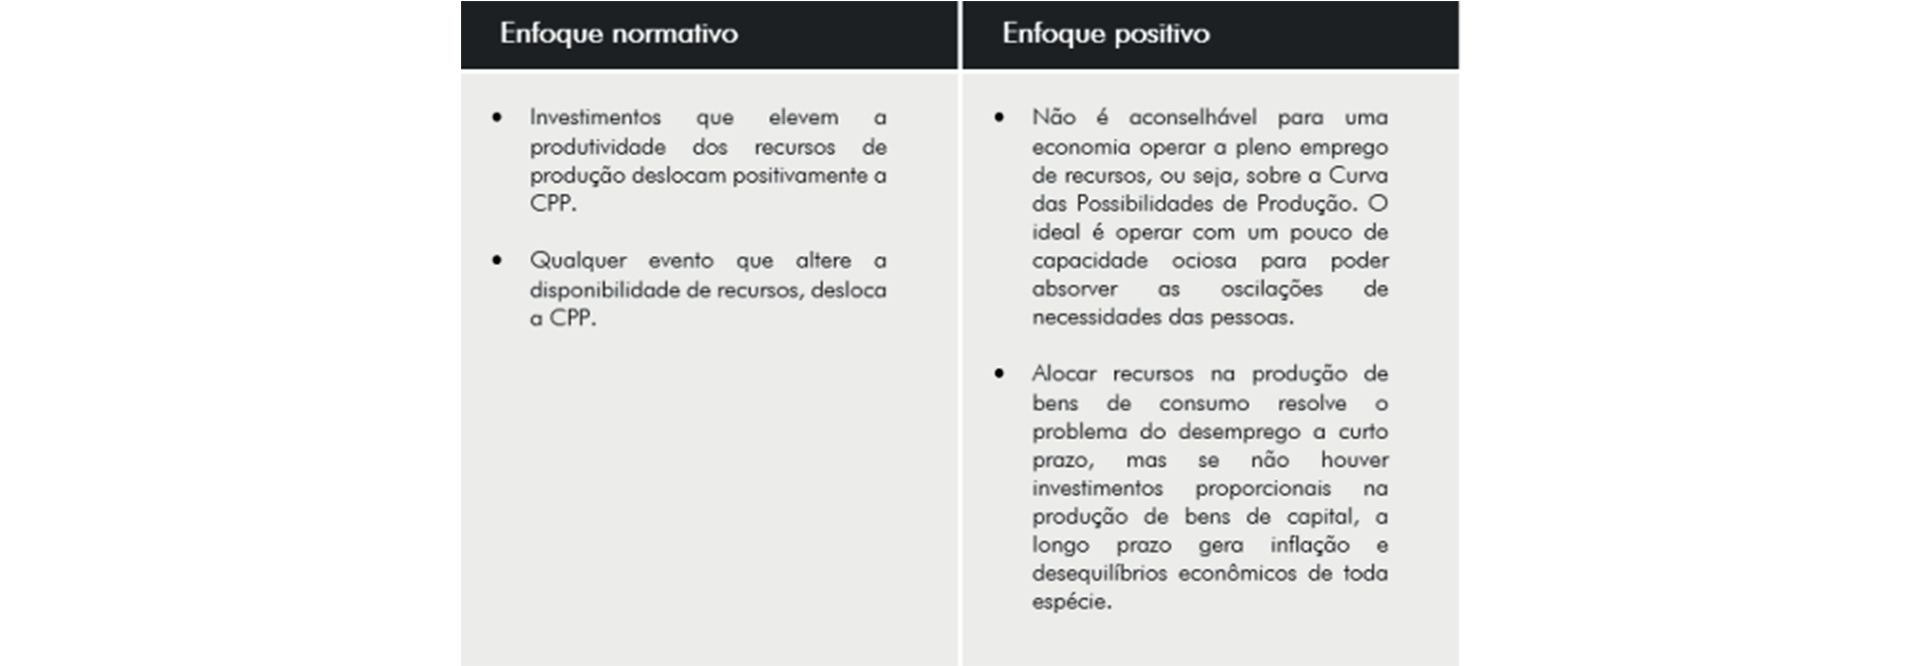 Enfoque normativo
• Investimentos que elevem a
produtividade dos recursos de
produção deslocam positivamente a
CPP.
• Qualquer evento que altere a
disponibilidade de recursos, desloca
a CPP.
Enfoque positivo
• Não é aconselhável para uma
economia operar a pleno emprego
de recursos, ou seja, sobre a Curva
das Possibilidades de Produção. O
ideal é operar com um pouco de
capacidade ociosa para poder
absorver as oscilações de
necessidades das pessoas.
• Alocar recursos na produção de
bens de consumo resolve o
problema do desemprego a curto
prazo, mas se não houver
investimentos proporcionais na
produção de bens de capital, a
longo prazo gera inflação e
desequilíbrios econômicos de toda
espécie.